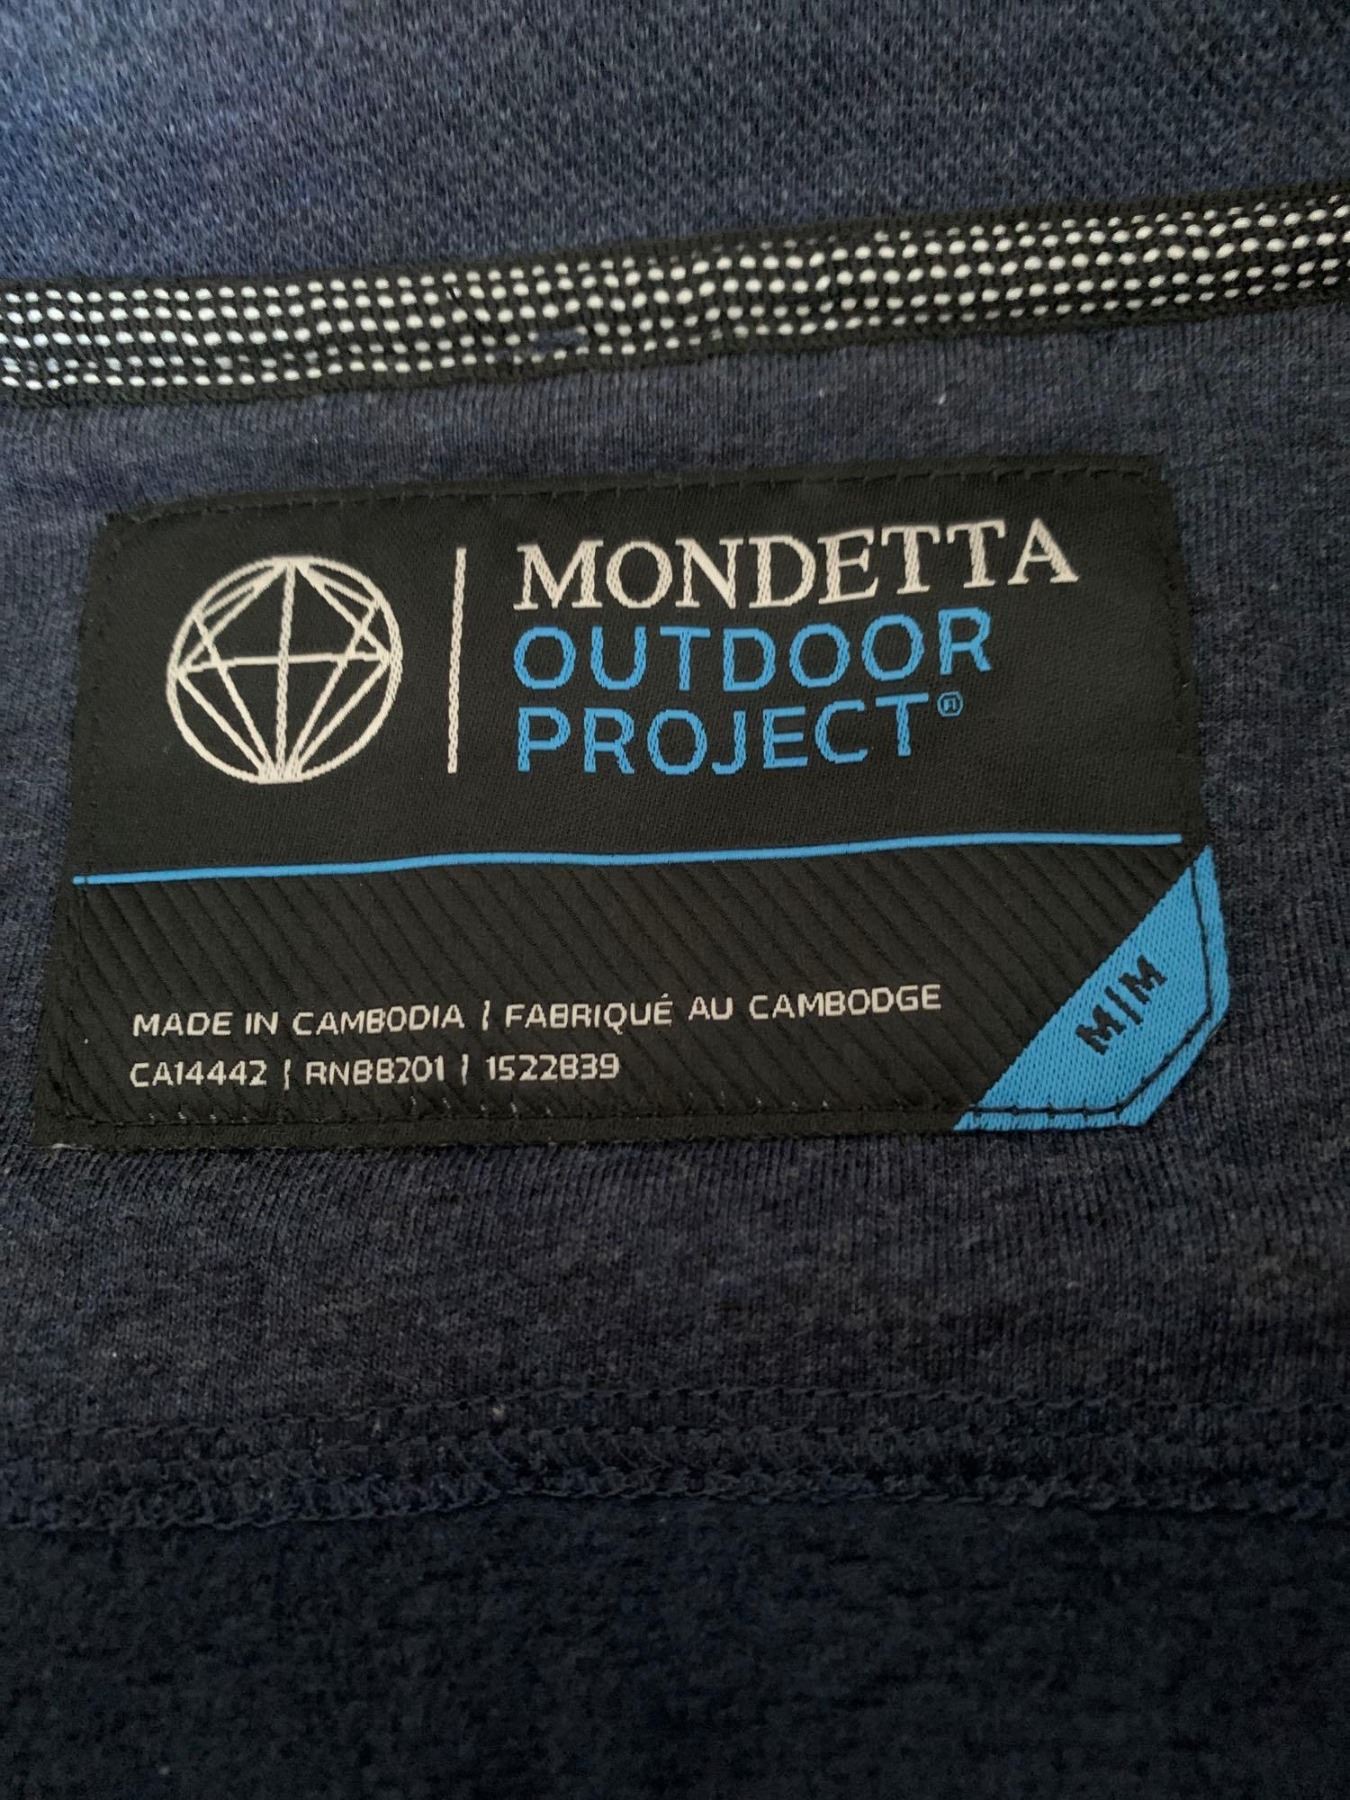 MONDETTA
OUTDOOR
PROJECT®
MADE IN CAMBODIA | FABRIQUÉ AU CAMBODGE
CA14442 | RN88201 | 1522839
M|M